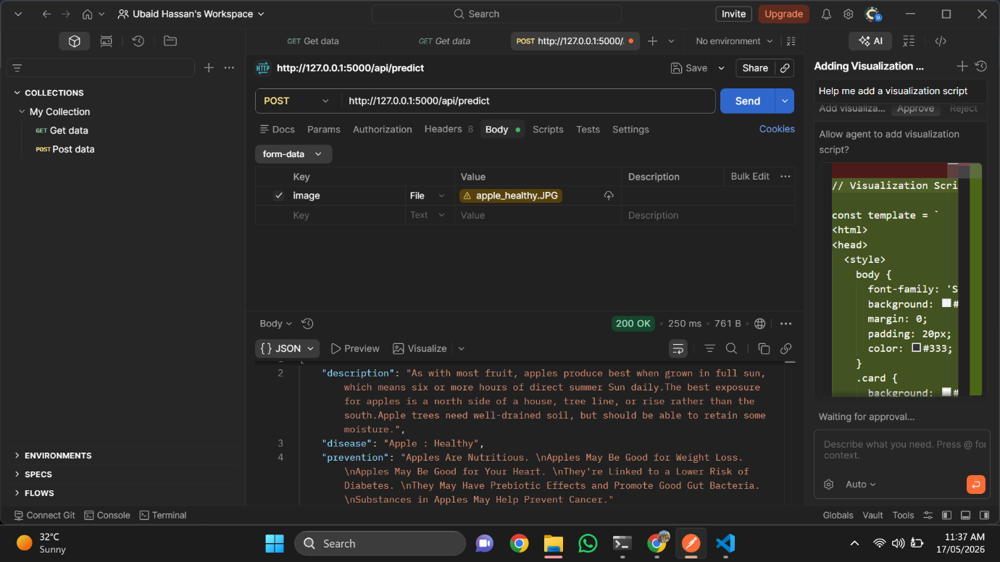 Ubaid Hassan's Workspace
Search
Invite
Upgrade
GET Get data
GET Get data
POST http://127.0.0.1:5000/.
No environment
AI
HTTP http://127.0.0.1:5000/api/predict
Save
Share
Adding Visualization ...
COLLECTIONS
My Collection
GET Get data
POST Post data
POST
http://127.0.0.1:5000/api/predict
Send
Help me add a visualization script
Add visualiza... Approve Reject
Docs Params Authorization Headers 8 Body Scripts Tests Settings Cookies
Allow agent to add visualization
script?
form-data
Key Value Description Bulk Edit
image File apple_healthy.JPG
Key Text Value Description
// Visualization Scri
const template = `
<html>
<head>
<style>
body {
font-family: 'S
background: #
margin: 0;
padding: 20px;
color: #333;
}
.card {
background: #
Body
200 OK 250 ms 761 B
{ } JSON Preview Visualize
2 "description": "As with most fruit, apples produce best when grown in full sun,
which means six or more hours of direct summer Sun daily.The best exposure
for apples is a north side of a house, tree line, or rise rather than the
south.Apple trees need well-drained soil, but should be able to retain some
moisture.",
3 "disease": "Apple : Healthy",
4 "prevention": "Apples Are Nutritious. \nApples May Be Good for Weight Loss.
\nApples May Be Good for Your Heart. \nThey're Linked to a Lower Risk of
Diabetes. \nThey May Have Prebiotic Effects and Promote Good Gut Bacteria.
\nSubstances in Apples May Help Prevent Cancer."
Waiting for approval...
Describe what you need. Press @ for
context.
Auto
ENVIRONMENTS
SPECS
FLOWS
Connect Git Console Terminal
Globals Vault Tools
32°C
Sunny
Search
11:37 AM
17/05/2026